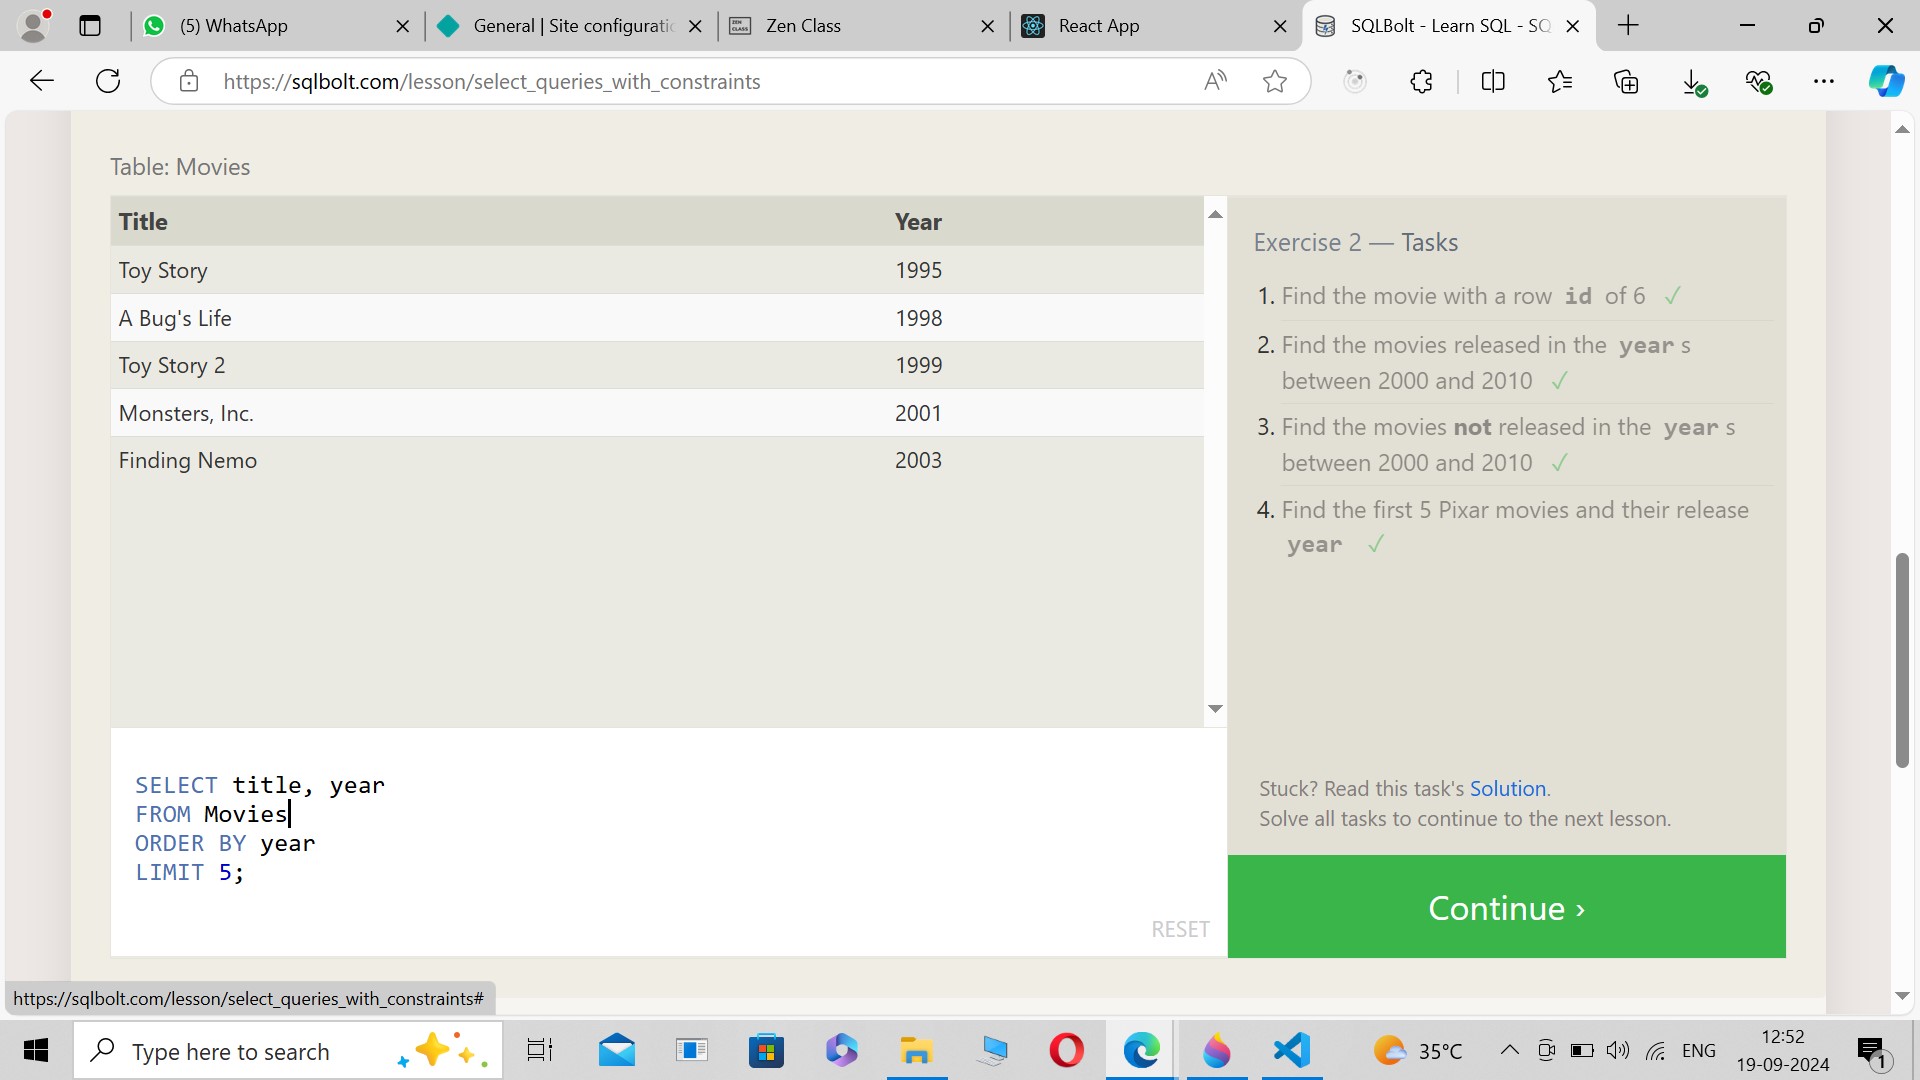 (5) WhatsApp
General | Site configuratic
Zen Class
React App
SQLBolt - Learn SQL - SQ
https://sqlbolt.com/lesson/select_queries_with_constraints
Table: Movies
Title Year
Toy Story 1995
A Bug's Life 1998
Toy Story 2 1999
Monsters, Inc. 2001
Finding Nemo 2003
Exercise 2 — Tasks
1. Find the movie with a row id of 6 ✓
2. Find the movies released in the year s
between 2000 and 2010 ✓
3. Find the movies not released in the year s
between 2000 and 2010 ✓
4. Find the first 5 Pixar movies and their release
year ✓
SELECT title, year
FROM Movies
ORDER BY year
LIMIT 5;
RESET
Stuck? Read this task's Solution.
Solve all tasks to continue to the next lesson.
Continue ›
https://sqlbolt.com/lesson/select_queries_with_constraints#
Type here to search
35°C
ENG
12:52
19-09-2024
1